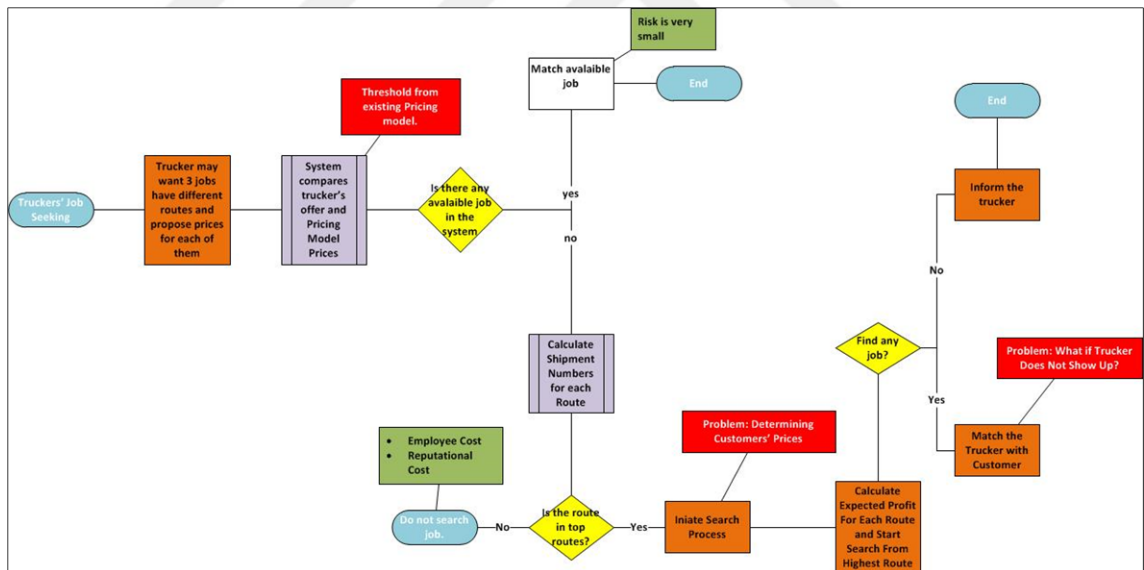 Risk is very
small
Match avalaible
job
End
Threshold from
existing Pricing
model.
End
Truckers' Job
Seeking
Trucker may
want 3 jobs
have different
routes and
propose prices
for each of
them
System
compares
trucker's
offer and
Pricing
Model
Prices
Is there any
avalaible job
in the
system
yes
no
Inform the
trucker
No
Calculate
Shipment
Numbers
for each
Route
Find any
job?
Problem: What if Trucker
Does Not Show Up?
Yes
Match the
Trucker with
Customer
• Employee Cost
• Reputational
Cost
Problem: Determining
Customers' Prices
Do not search
job.
No
Is the route
in top
routes?
Yes
Iniate Search
Process
Calculate
Expected Profit
For Each Route
and Start
Search From
Highest Route